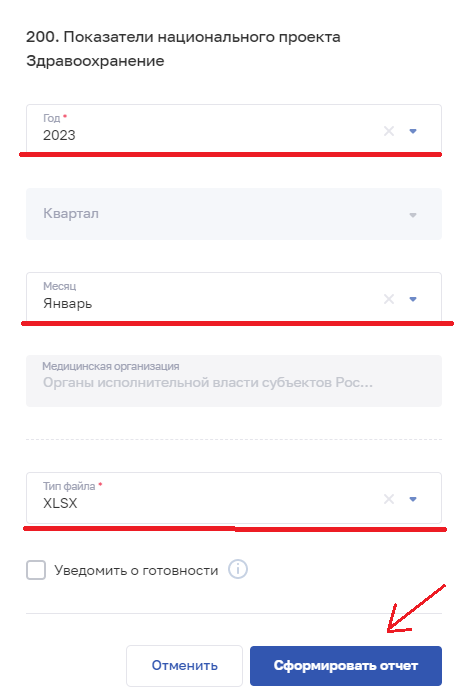 200. Показатели национального проекта
Здравоохранение
Год *
2023
Квартал
Месяц
Январь
Медицинская организация
Органы исполнительной власти субъектов Рос...
Тип файла *
XLSX
Уведомить о готовности
Отменить
Сформировать отчет